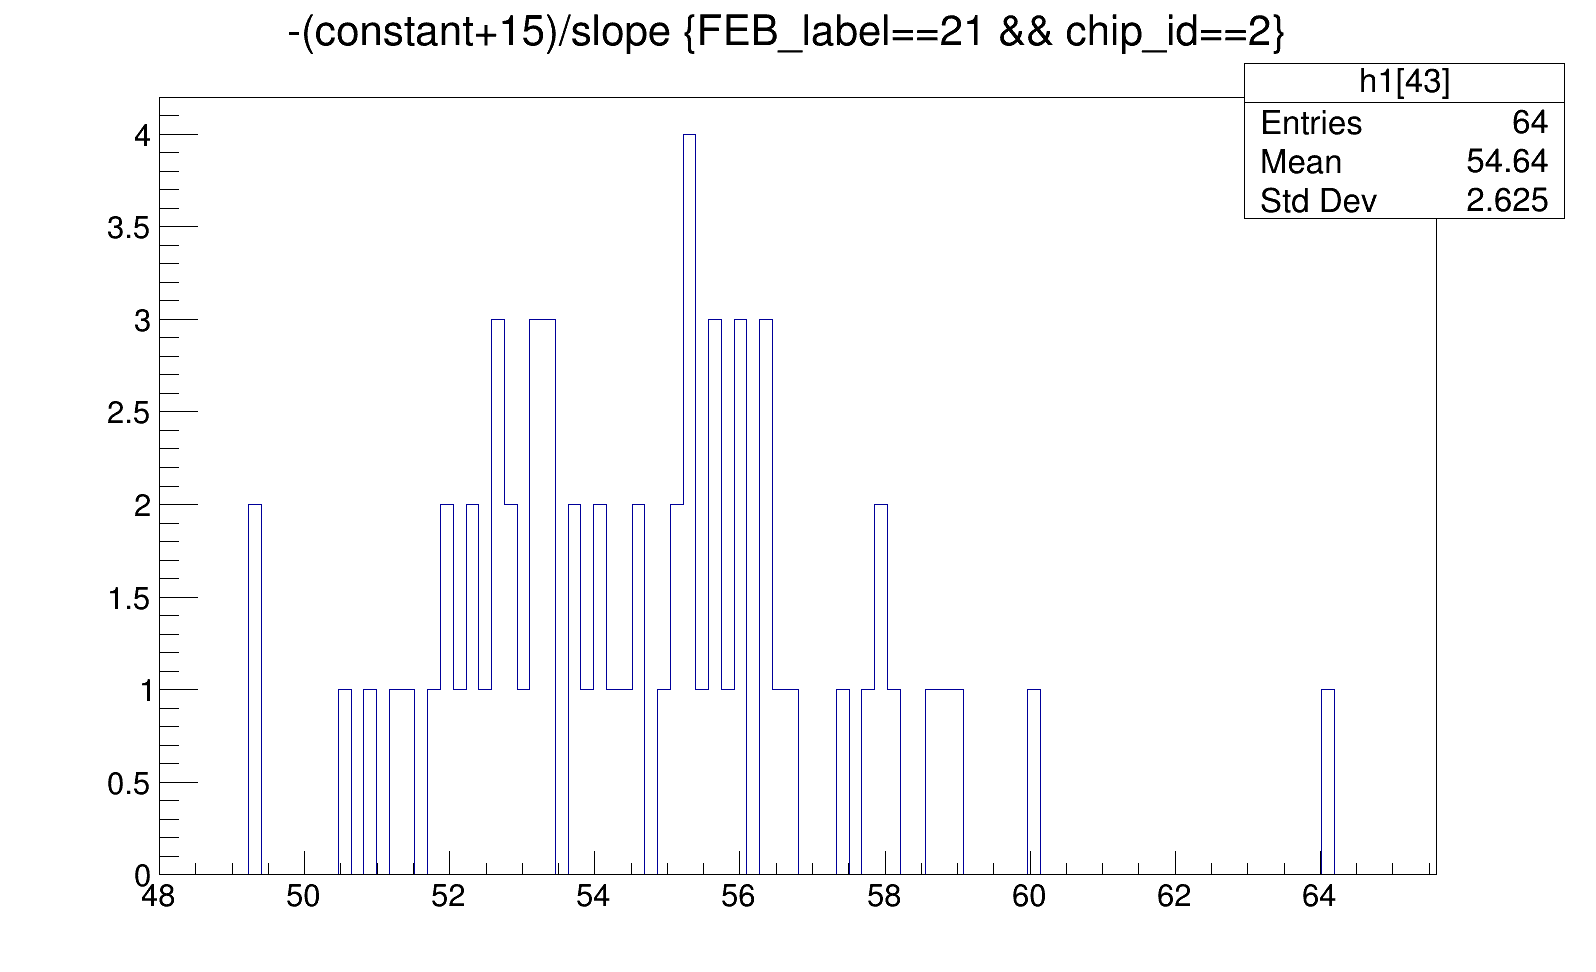 -(constant+15)/slope {FEB_label==21 && chip_id==2}
h1[43]
Entries 64
Mean 54.64
Std Dev 2.625
4
3.5
3
2.5
2
1.5
1
0.5
0
48 50 52 54 56 58 60 62 64